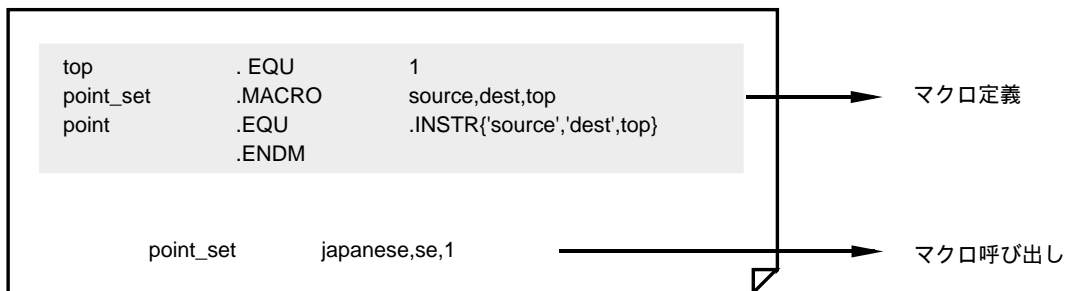 top . EQU 1
point_set .MACRO source,dest,top
point .EQU .INSTR{'source','dest',top}
.ENDM
マクロ定義
point_set japanese,se,1
マクロ呼び出し